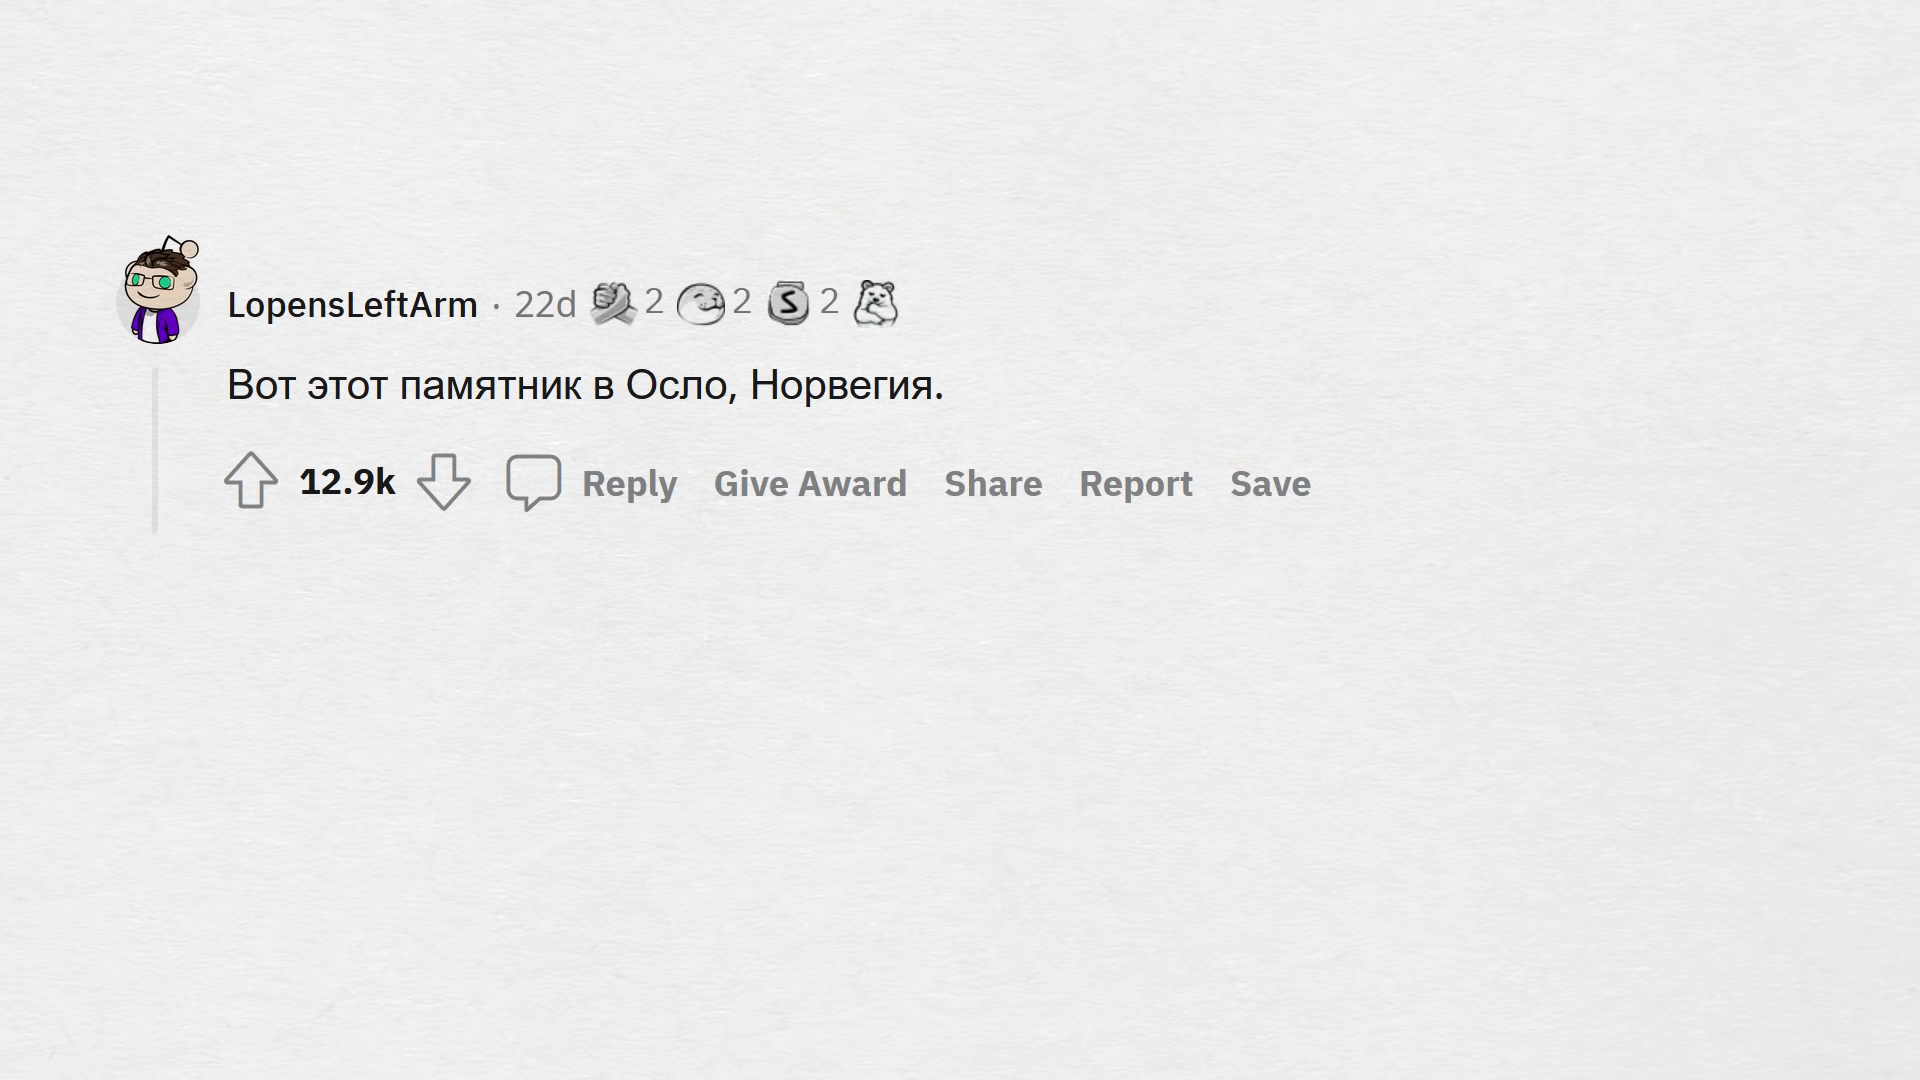 LopensLeftArm · 22d 2 2 S 2
Вот этот памятник в Осло, Норвегия.
12.9k Reply Give Award Share Report Save